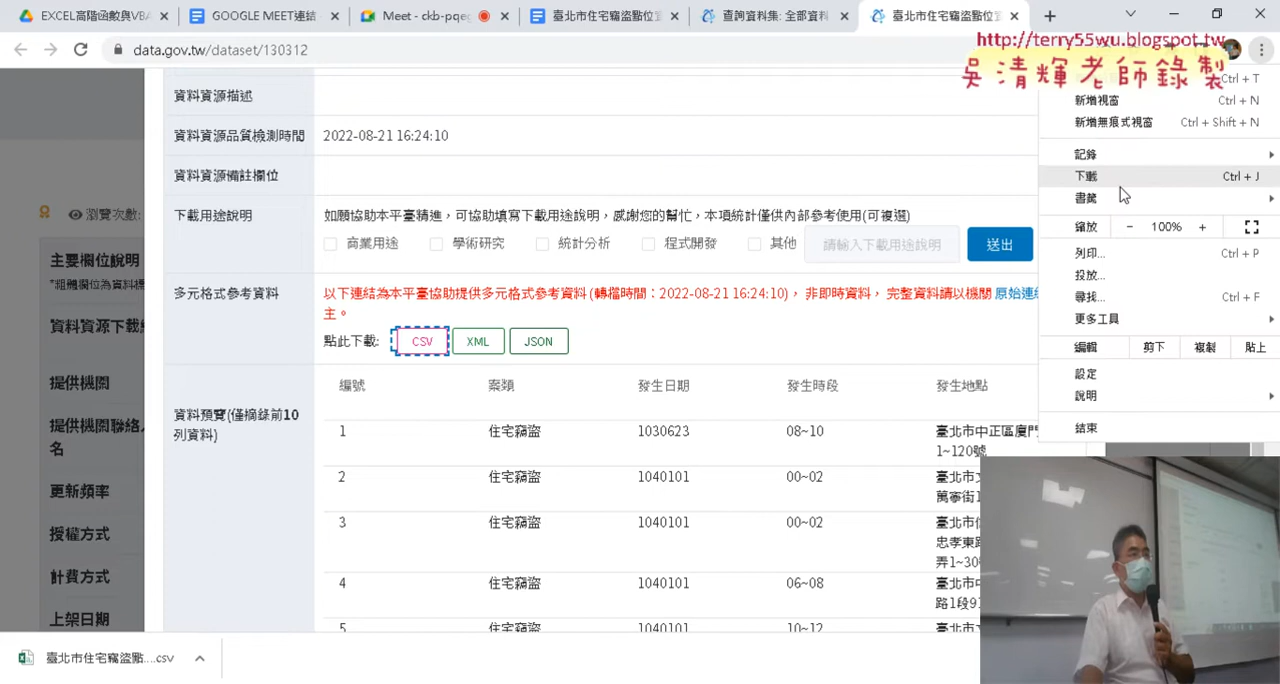 EXCEL高階函數與VBA
GOOGLE MEET連結
Meet - ckb-pqeg
臺北市住宅竊盜點位置
查詢資料集: 全部資料
臺北市住宅竊盜點位置
data.gov.tw/dataset/130312
http://terry55wu.blogspot.tw
吳清輝老師錄製
Ctrl + T
新增視窗 Ctrl + N
新增無痕式視窗 Ctrl + Shift + N
記錄
下載 Ctrl + J
書籤
縮放 - 100% +
列印... Ctrl + P
投放...
尋找... Ctrl + F
更多工具
編輯 剪下 複製 貼上
設定
說明
結束
瀏覽次數:
主要欄位說明
*粗體欄位為資料標
資料資源下載網
提供機關
提供機關聯絡人
名
更新頻率
授權方式
計費方式
上架日期
資料資源描述
資料資源品質檢測時間 2022-08-21 16:24:10
資料資源備註欄位
下載用途說明 如願協助本平臺精進，可協助填寫下載用途說明，感謝您的幫忙，本項統計僅供內部參考使用(可複選)
商業用途 學術研究 統計分析 程式開發 其他 請輸入下載用途說明 送出
多元格式參考資料 以下連結為本平臺協助提供多元格式參考資料 (轉檔時間：2022-08-21 16:24:10)， 非即時資料， 完整資料請以機關 原始連結
主。
點此下載: CSV XML JSON
資料預覽(僅摘錄前10
列資料)
編號 案類 發生日期 發生時段 發生地點
1 住宅竊盜 1030623 08~10 臺北市中正區廈門
1~120號
2 住宅竊盜 1040101 00~02 臺北市文
萬寧街1
3 住宅竊盜 1040101 00~02 臺北市信
忠孝東路
弄1~30號
4 住宅竊盜 1040101 06~08 臺北市中
路1段9
5 住宅竊盜 1040101 10~12 臺北市文
臺北市住宅竊盜點....csv